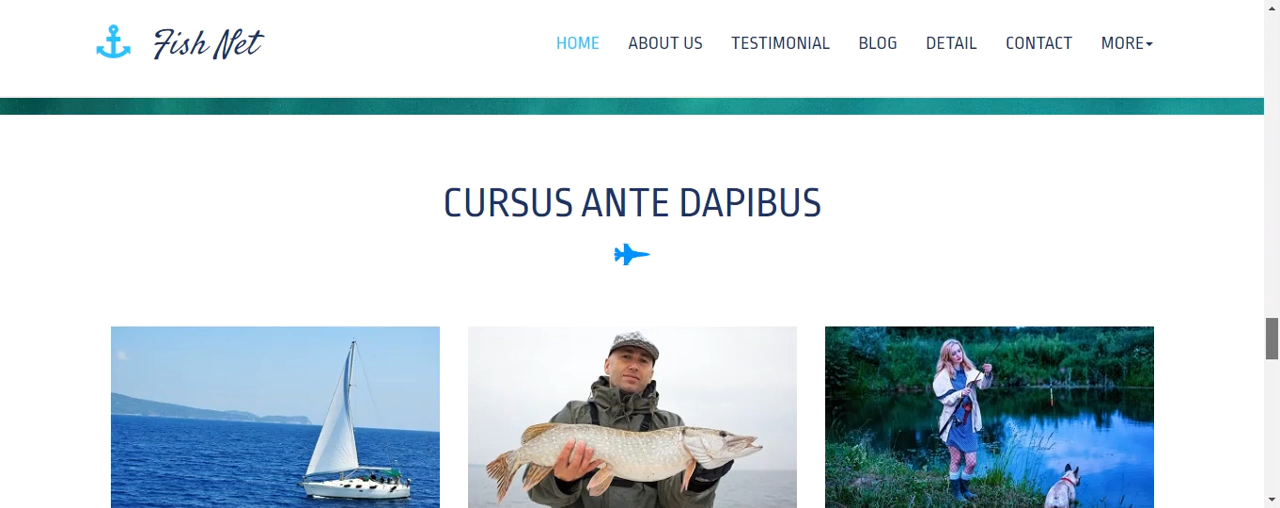 Fish Net
HOME ABOUT US TESTIMONIAL BLOG DETAIL CONTACT MORE
CURSUS ANTE DAPIBUS